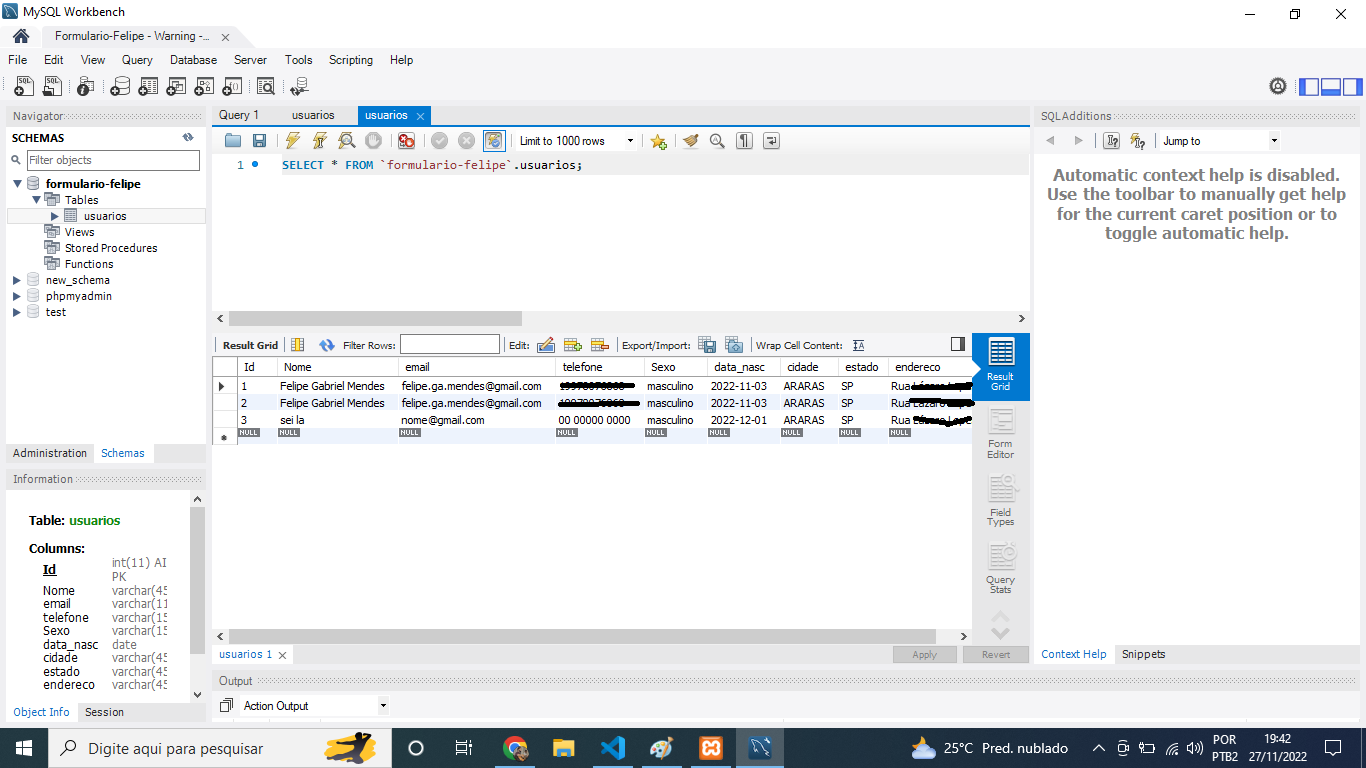 MySQL Workbench
Formulario-Felipe - Warning -...
File Edit View Query Database Server Tools Scripting Help
Navigator
SCHEMAS
Filter objects
formulario-felipe
Tables
usuarios
Views
Stored Procedures
Functions
new_schema
phpmyadmin
test
Administration Schemas
Information
Table: usuarios
Columns:
Id int(11) AI
PK
Nome varchar(45
email varchar(11
telefone varchar(15
Sexo varchar(15
data_nasc date
cidade varchar(45
estado varchar(45
endereco varchar(45
Object Info Session
Query 1 usuarios usuarios
Limit to 1000 rows
1 SELECT * FROM `formulario-felipe`.usuarios;
Result Grid Filter Rows: Edit: Export/Import: Wrap Cell Content:
Id Nome email telefone Sexo data_nasc cidade estado endereco
1 Felipe Gabriel Mendes felipe.ga.mendes@gmail.com masculino 2022-11-03 ARARAS SP Rua
2 Felipe Gabriel Mendes felipe.ga.mendes@gmail.com masculino 2022-11-03 ARARAS SP Rua
3 sei la nome@gmail.com 00 00000 0000 masculino 2022-12-01 ARARAS SP Rua
NULL NULL NULL NULL NULL NULL NULL NULL NULL
Result
Grid
Form
Editor
Field
Types
Query
Stats
usuarios 1 Apply Revert
Output
Action Output
SQLAdditions
Jump to
Automatic context help is disabled.
Use the toolbar to manually get help
for the current caret position or to
toggle automatic help.
Context Help Snippets
Digite aqui para pesquisar
25°C Pred. nublado
POR
PTB2
19:42
27/11/2022